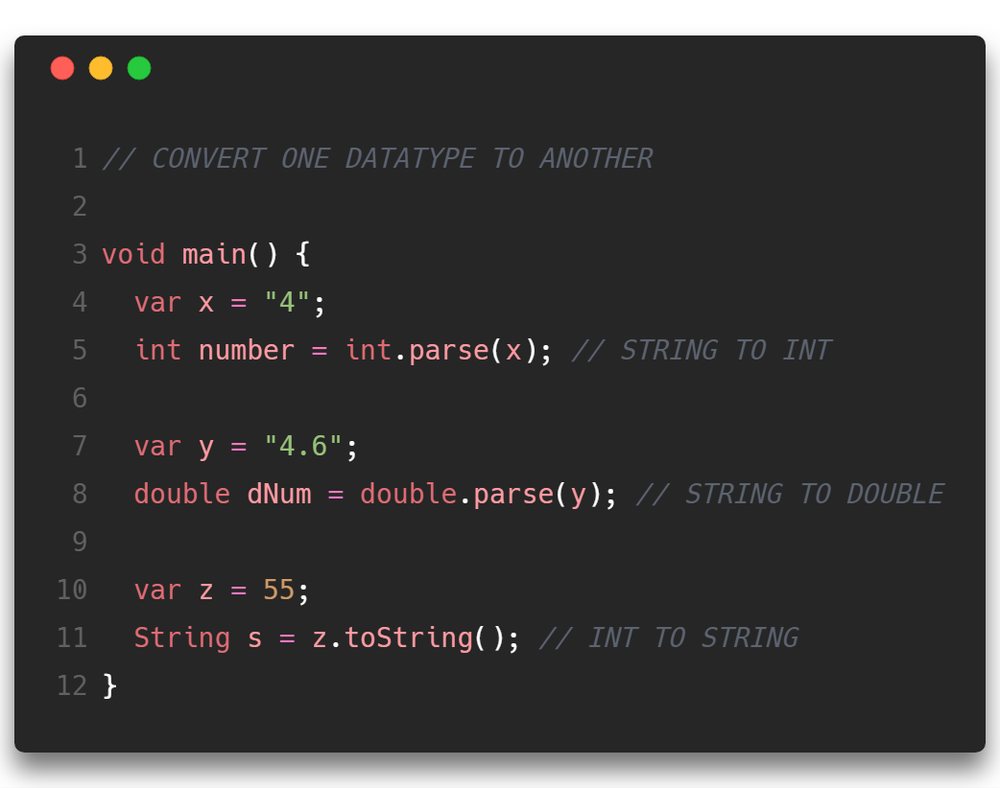 1 // CONVERT ONE DATATYPE TO ANOTHER
2
3 void main() {
4   var x = "4";
5   int number = int.parse(x); // STRING TO INT
6
7   var y = "4.6";
8   double dNum = double.parse(y); // STRING TO DOUBLE
9
10   var z = 55;
11   String s = z.toString(); // INT TO STRING
12 }